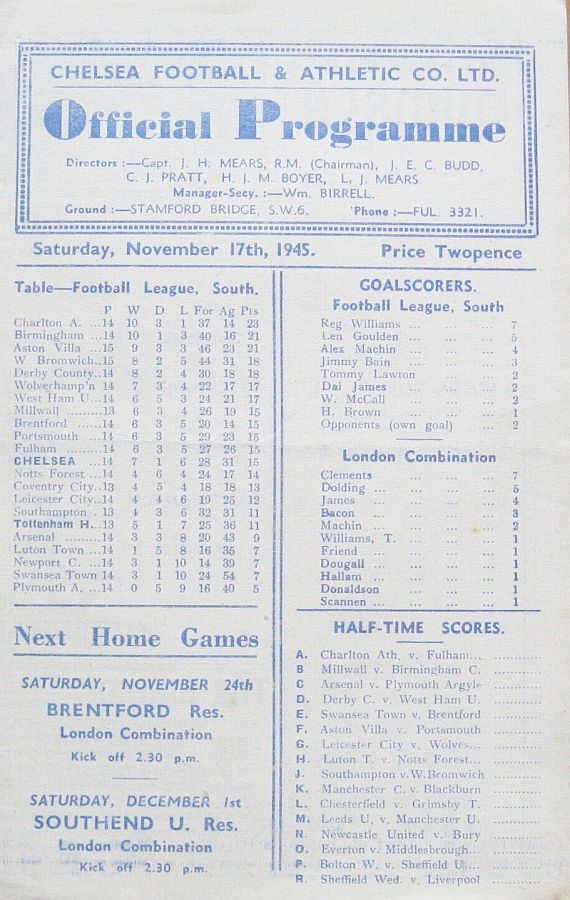 CHELSEA FOOTBALL & ATHLETIC CO. LTD.
Official Programme
Directors :—Capt. J. H. MEARS, R.M. (Chairman), J. E. C. BUDD,
C. J. PRATT, H. J. M. BOYER, L. J. MEARS.
Manager-Secy. :—Wm. BIRRELL.
Ground :—STAMFORD BRIDGE, S.W.6. 'Phone :—FUL. 3321.
Saturday, November 17th, 1945. Price Twopence
Table—Football League, South.
P W D L For Ag Pts
Charlton A. ...14 10 3 1 37 14 23
Birmingham ...14 10 1 3 40 16 21
Aston Villa ...15 9 3 3 46 23 21
W Bromwich..15 8 2 5 44 31 18
Derby County..14 8 2 4 30 18 18
Wolverhamp'n 14 7 3 4 22 17 17
West Ham U...14 6 5 3 24 21 17
Millwall .........13 6 3 4 26 19 15
Brentford ......14 6 3 5 20 14 15
Portsmouth ...14 6 3 5 29 23 15
Fulham .........14 6 3 5 27 26 15
CHELSEA ...14 7 1 6 28 31 15
Notts Forest ...14 4 6 4 24 17 14
Coventry City..13 4 5 4 18 18 13
Leicester City..14 4 4 6 19 25 12
Southampton . 13 4 3 6 32 31 11
Tottenham H...13 5 1 7 25 36 11
Arsenal .........14 3 3 8 20 43 9
Luton Town ...14 1 5 8 16 35 7
Newport C. ...14 3 1 10 14 39 7
Swansea Town 14 3 1 10 24 54 7
Plymouth A. ...14 0 5 9 16 40 5
Next Home Games
SATURDAY, NOVEMBER 24th
BRENTFORD Res.
London Combination
Kick off 2.30 p.m.
SATURDAY, DECEMBER 1st
SOUTHEND U. Res.
London Combination
Kick off 2.30 p.m.
GOALSCORERS.
Football League, South
Reg Williams ... ... ... 7
Len Goulden ... ... ... 5
Alex Machin ... ... ... 4
Jimmy Bain ... ... ... 3
Tommy Lawton ... ... 2
Dai James ... ... ... 2
W. McCall ... ... ... 2
H. Brown ... ... ... 1
Opponents (own goal) ... 2
London Combination
Clements ... ... ... 7
Dolding ... ... ... ... 5
James ... ... ... ... 4
Bacon ... ... ... ... 3
Machin ... ... ... ... 2
Williams, T. ... ... ... 1
Friend ... ... ... ... 1
Dougall ... ... ... ... 1
Hallam ... ... ... ... 1
Donaldson ... ... ... 1
Scannen ... ... ... ... 1
HALF-TIME SCORES.
A. Charlton Ath. v. Fulham... ............
B Millwall v. Birmingham C. ............
C Arsenal v. Plymouth Argyle ............
D. Derby C. v. West Ham U. ............
E. Swansea Town v. Brentford ............
F. Aston Villa v. Portsmouth ............
G. Leicester City v. Wolves... ............
H. Luton T. v. Notts Forest... ............
J. Southampton v.W.Bromwich ............
K. Manchester C. v. Blackburn ............
L. Chesterfield v. Grimsby T. ............
M. Leeds U. v. Manchester U. ............
N. Newcastle United v. Bury ............
O. Everton v. Middlesbrough... ............
P. Bolton W. v. Sheffield U.... ............
R. Sheffield Wed. v. Liverpool ............